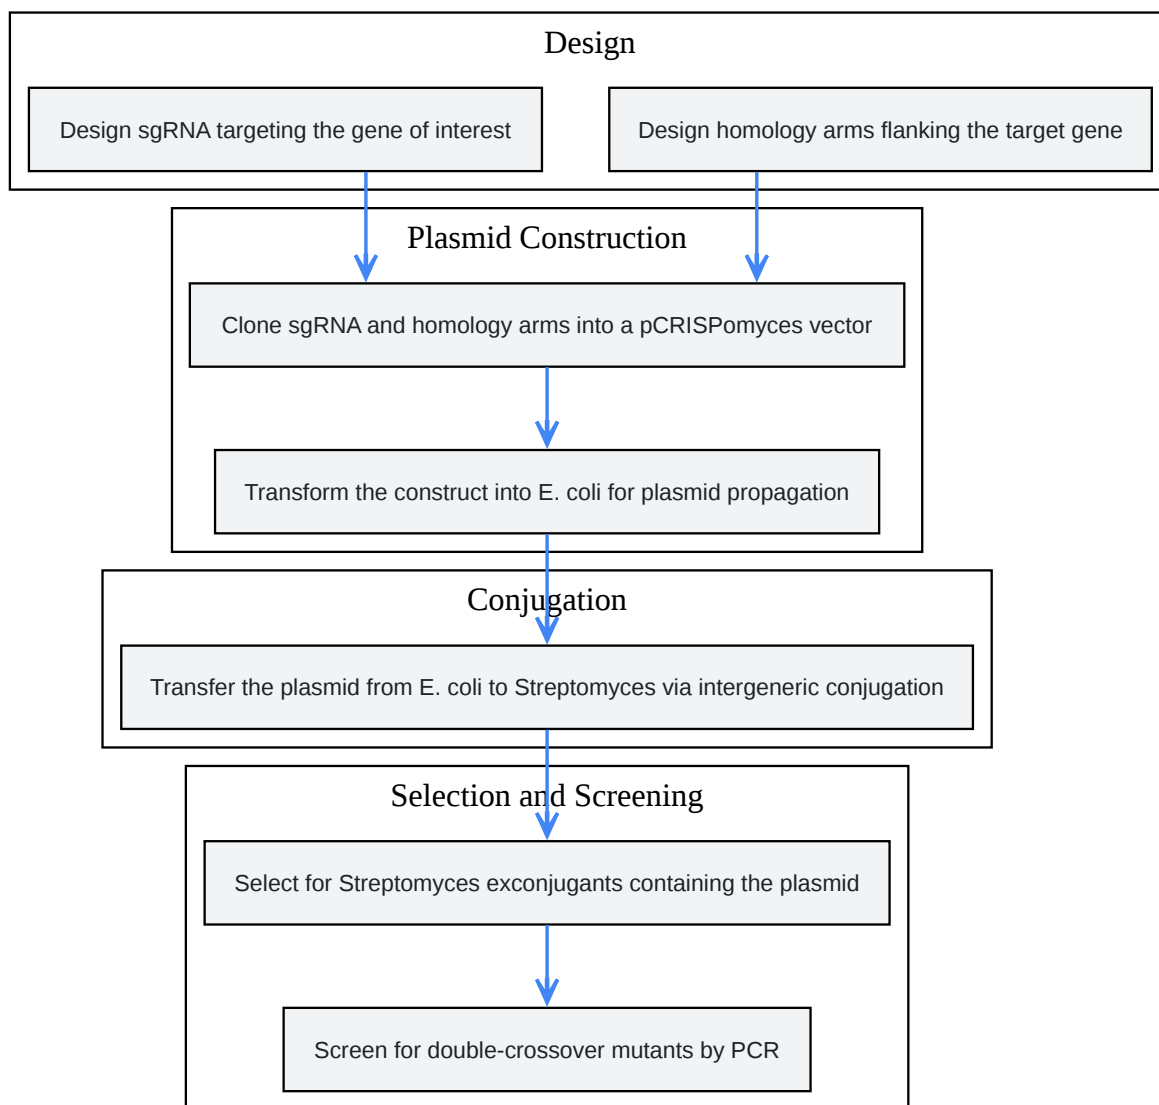 Design
Design sgRNA targeting the gene of interest
Design homology arms flanking the target gene
Plasmid Construction
Clone sgRNA and homology arms into a pCRISPomyces vector
Transform the construct into E. coli for plasmid propagation
Conjugation
Transfer the plasmid from E. coli to Streptomyces via intergeneric conjugation
Selection and Screening
Select for Streptomyces exconjugants containing the plasmid
Screen for double-crossover mutants by PCR